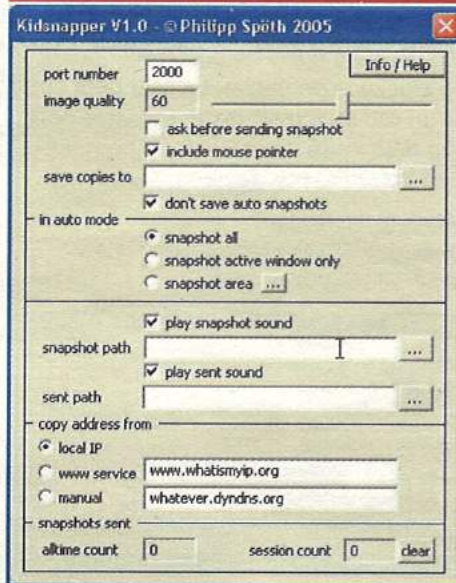 Kidsnapper V1.0 - © Philipp Spöth 2005
Info / Help
port number 2000
image quality 60
ask before sending snapshot
include mouse pointer
save copies to ...
don't save auto snapshots
in auto mode
snapshot all
snapshot active window only
snapshot area ...
play snapshot sound
snapshot path ...
play sent sound
sent path ...
copy address from
local IP
www service www.whatismyip.org
manual whatever.dyndns.org
snapshots sent
alltime count 0 session count 0 clear